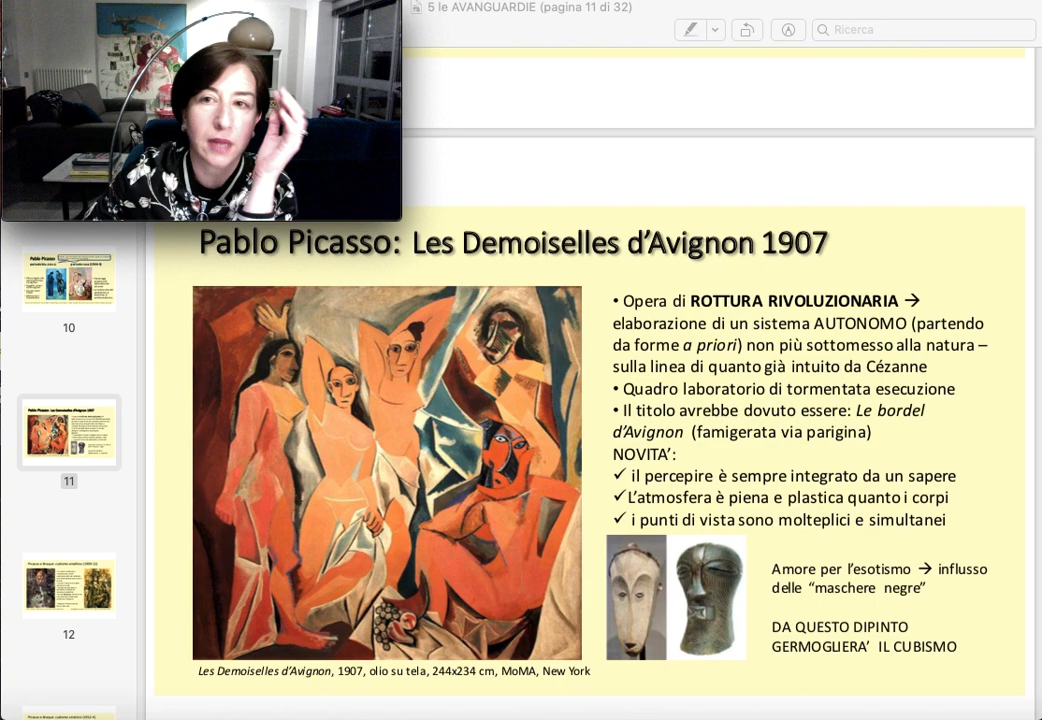 5 le AVANGUARDIE (pagina 11 di 32)
Ricerca
10
11
12
Pablo Picasso: Les Demoiselles d'Avignon 1907
• Opera di ROTTURA RIVOLUZIONARIA →
elaborazione di un sistema AUTONOMO (partendo
da forme a priori) non più sottomesso alla natura –
sulla linea di quanto già intuito da Cézanne
• Quadro laboratorio di tormentata esecuzione
• Il titolo avrebbe dovuto essere: Le bordel
d'Avignon (famigerata via parigina)
NOVITA':
✓ il percepire è sempre integrato da un sapere
✓ L'atmosfera è piena e plastica quanto i corpi
✓ i punti di vista sono molteplici e simultanei
Amore per l'esotismo → influsso
delle "maschere negre"
DA QUESTO DIPINTO
GERMOGLIERA' IL CUBISMO
Les Demoiselles d'Avignon, 1907, olio su tela, 244x234 cm, MoMA, New York